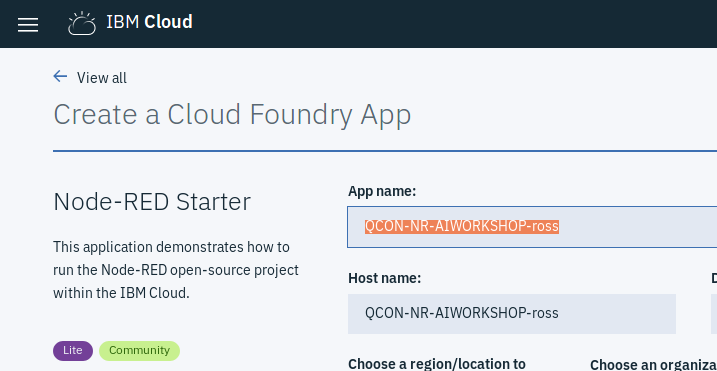 IBM Cloud
View all
Create a Cloud Foundry App
Node-RED Starter
This application demonstrates how to
run the Node-RED open-source project
within the IBM Cloud.
Lite Community
App name:
QCON-NR-AIWORKSHOP-ross
Host name:
QCON-NR-AIWORKSHOP-ross
Choose a region/location to
Choose an organiza